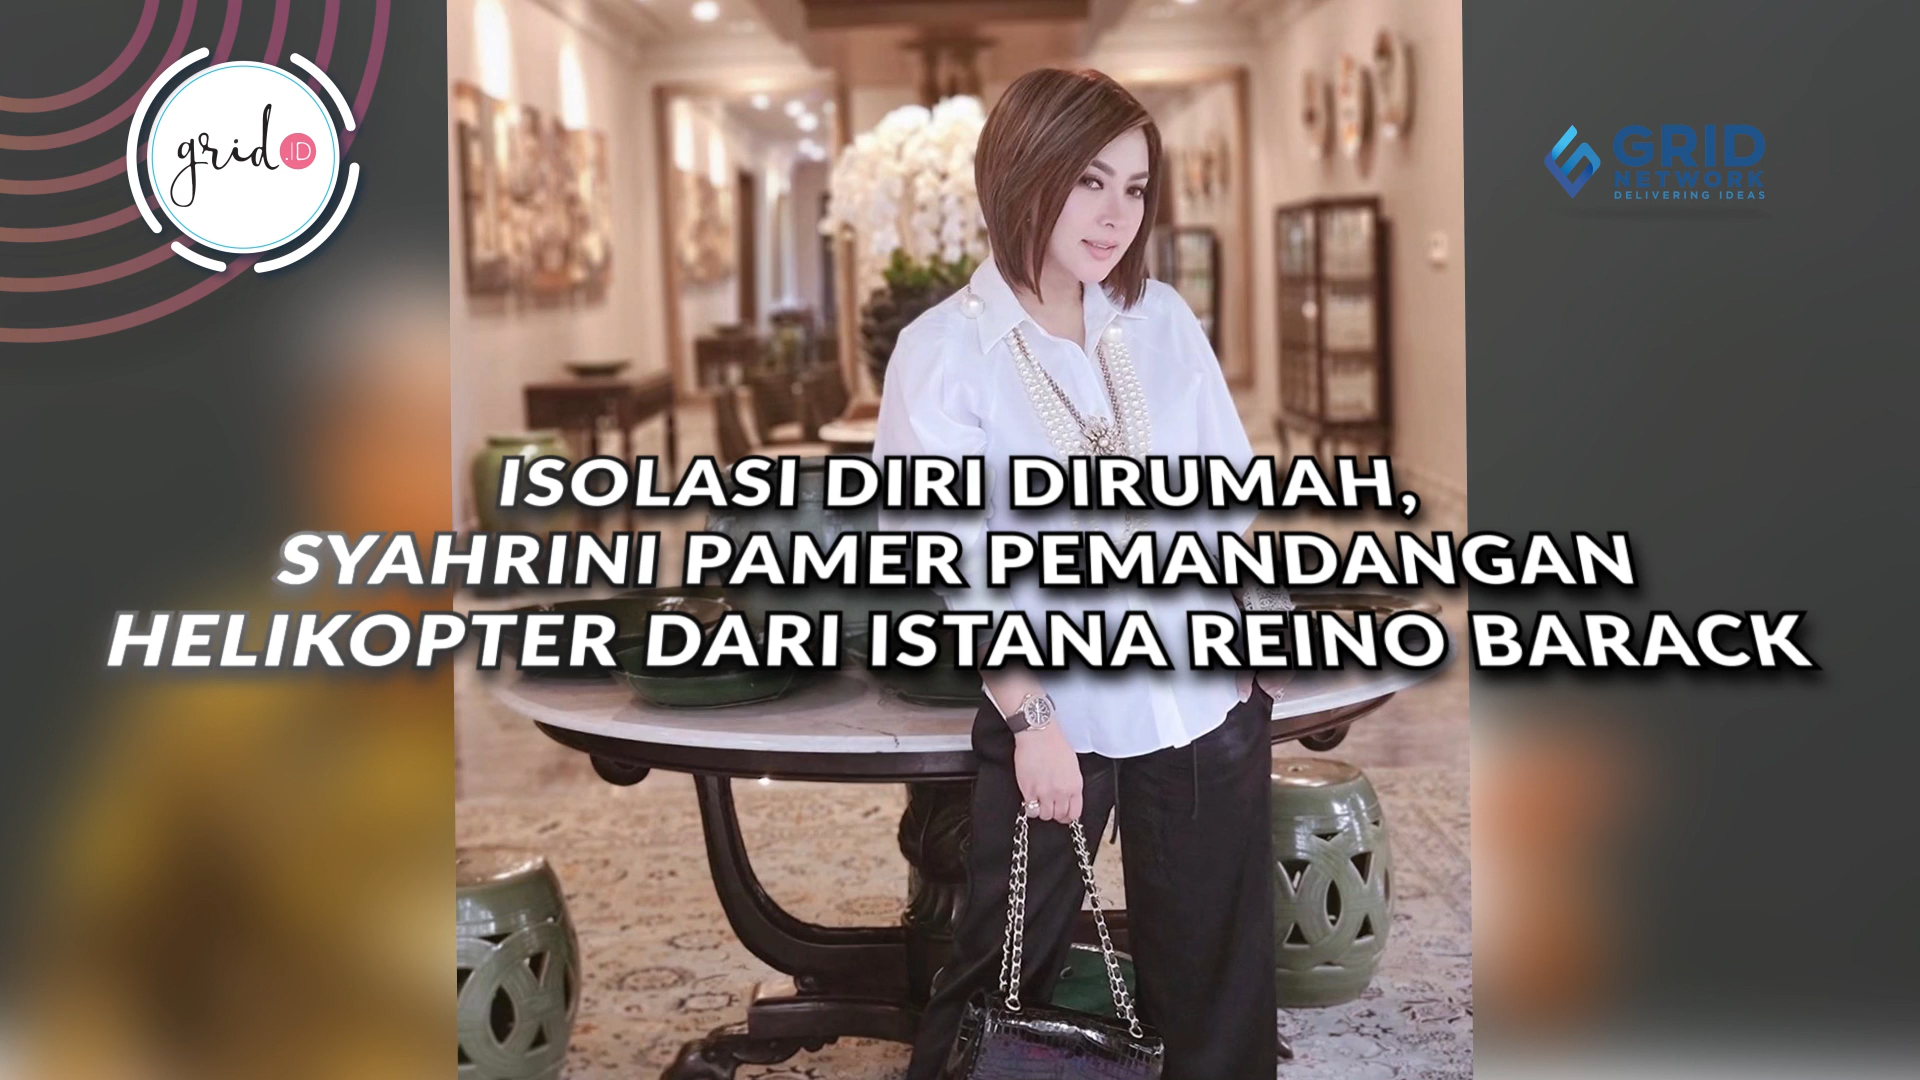 grid.ID
GRID
NETWORK
DELIVERING IDEAS
ISOLASI DIRI DIRUMAH,
SYAHRINI PAMER PEMANDANGAN
HELIKOPTER DARI ISTANA REINO BARACK